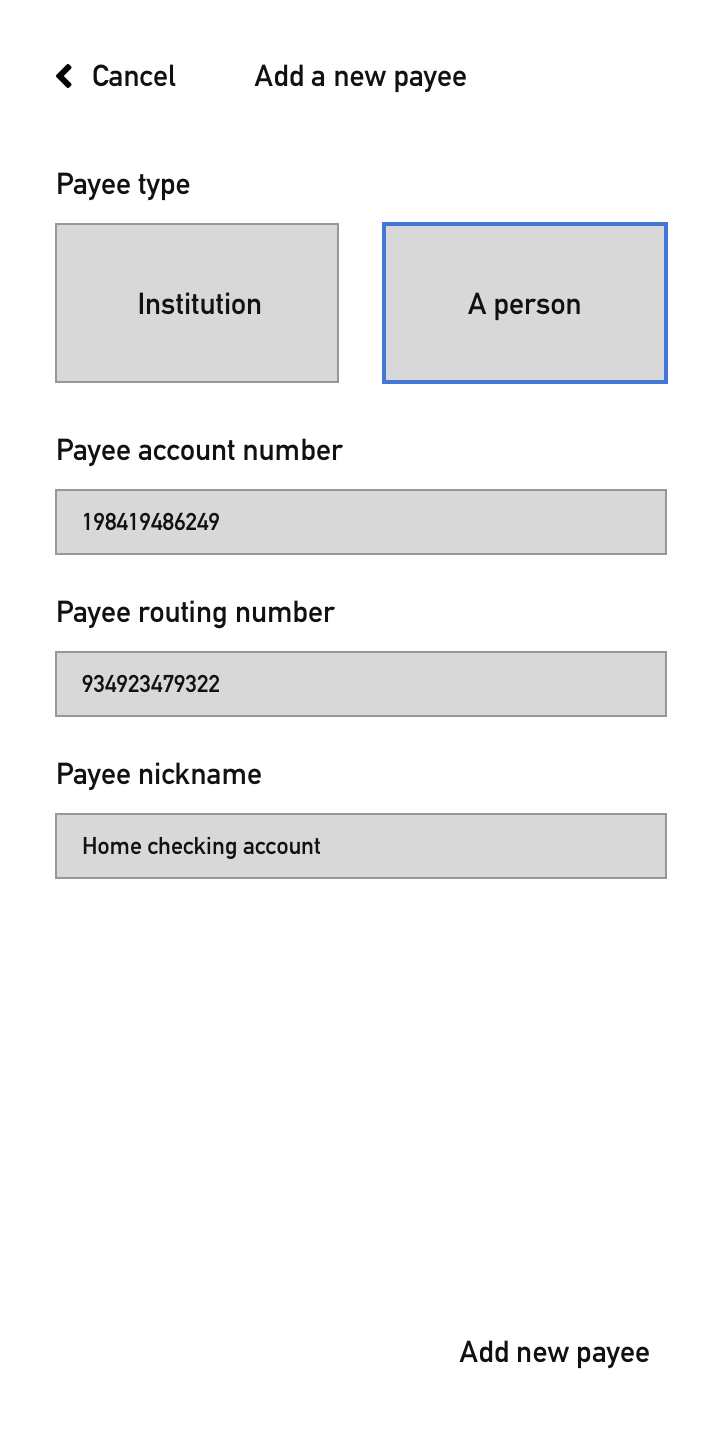 Cancel Add a new payee
Payee type
Institution A person
Payee account number
198419486249
Payee routing number
934923479322
Payee nickname
Home checking account
Add new payee